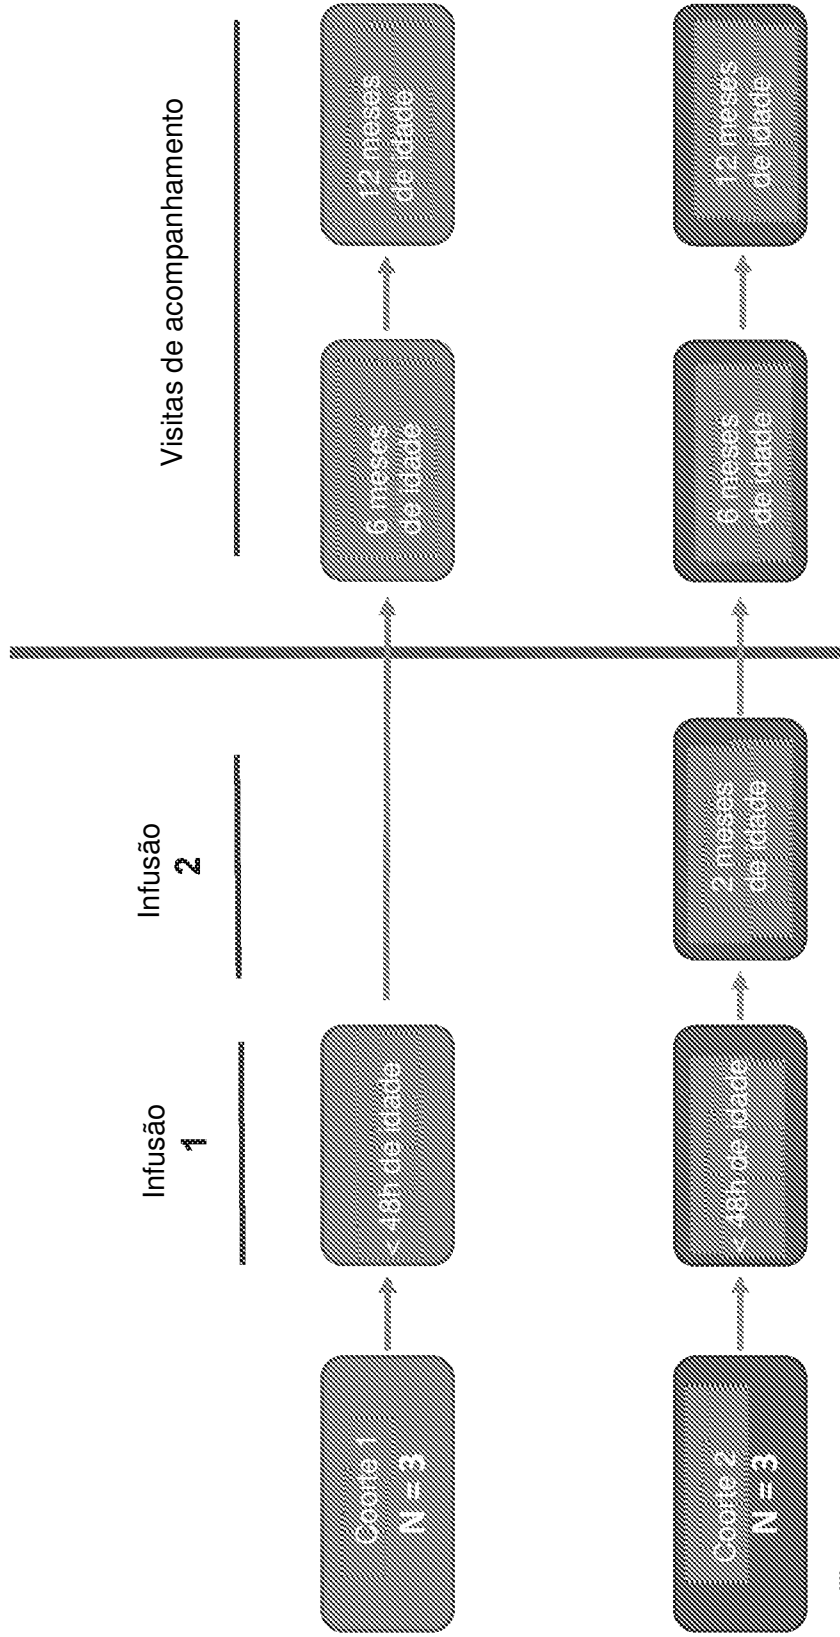 Infusão
1
Infusão
2
Visitas de acompanhamento
Coorte 1
N = 3
< 48h de idade
6 meses
de idade
12 meses
de idade
Coorte 2
N = 3
< 48h de idade
2 meses
de idade
6 meses
de idade
12 meses
de idade